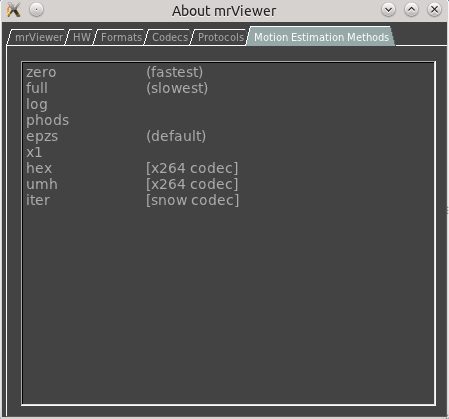 About mrViewer
mrViewer HW Formats Codecs Protocols Motion Estimation Methods
zero (fastest)
full (slowest)
log
phods
epzs (default)
x1
hex [x264 codec]
umh [x264 codec]
iter [snow codec]